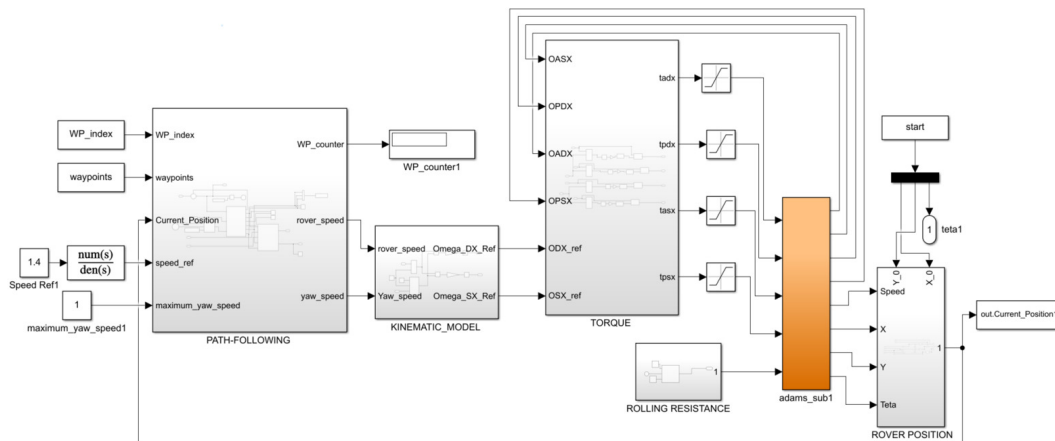 WP_index
waypoints
1.4
Speed Ref1
num(s)
den(s)
1
maximum_yaw_speed1
WP_index
waypoints
Current_Position
speed_ref
maximum_yaw_speed
WP_counter
rover_speed
yaw_speed
PATH-FOLLOWING
WP_counter1
rover_speed
Yaw_speed
Omega_DX_Ref
Omega_SX_Ref
KINEMATIC_MODEL
OASX
OPDX
OADX
OPSX
ODX_ref
OSX_ref
tadx
tpdx
tasx
tpsx
TORQUE
1
ROLLING RESISTANCE
adams_sub1
start
1
teta1
Y_0
X_0
Speed
X
Y
Teta
1
ROVER POSITION
out.Current_Position1